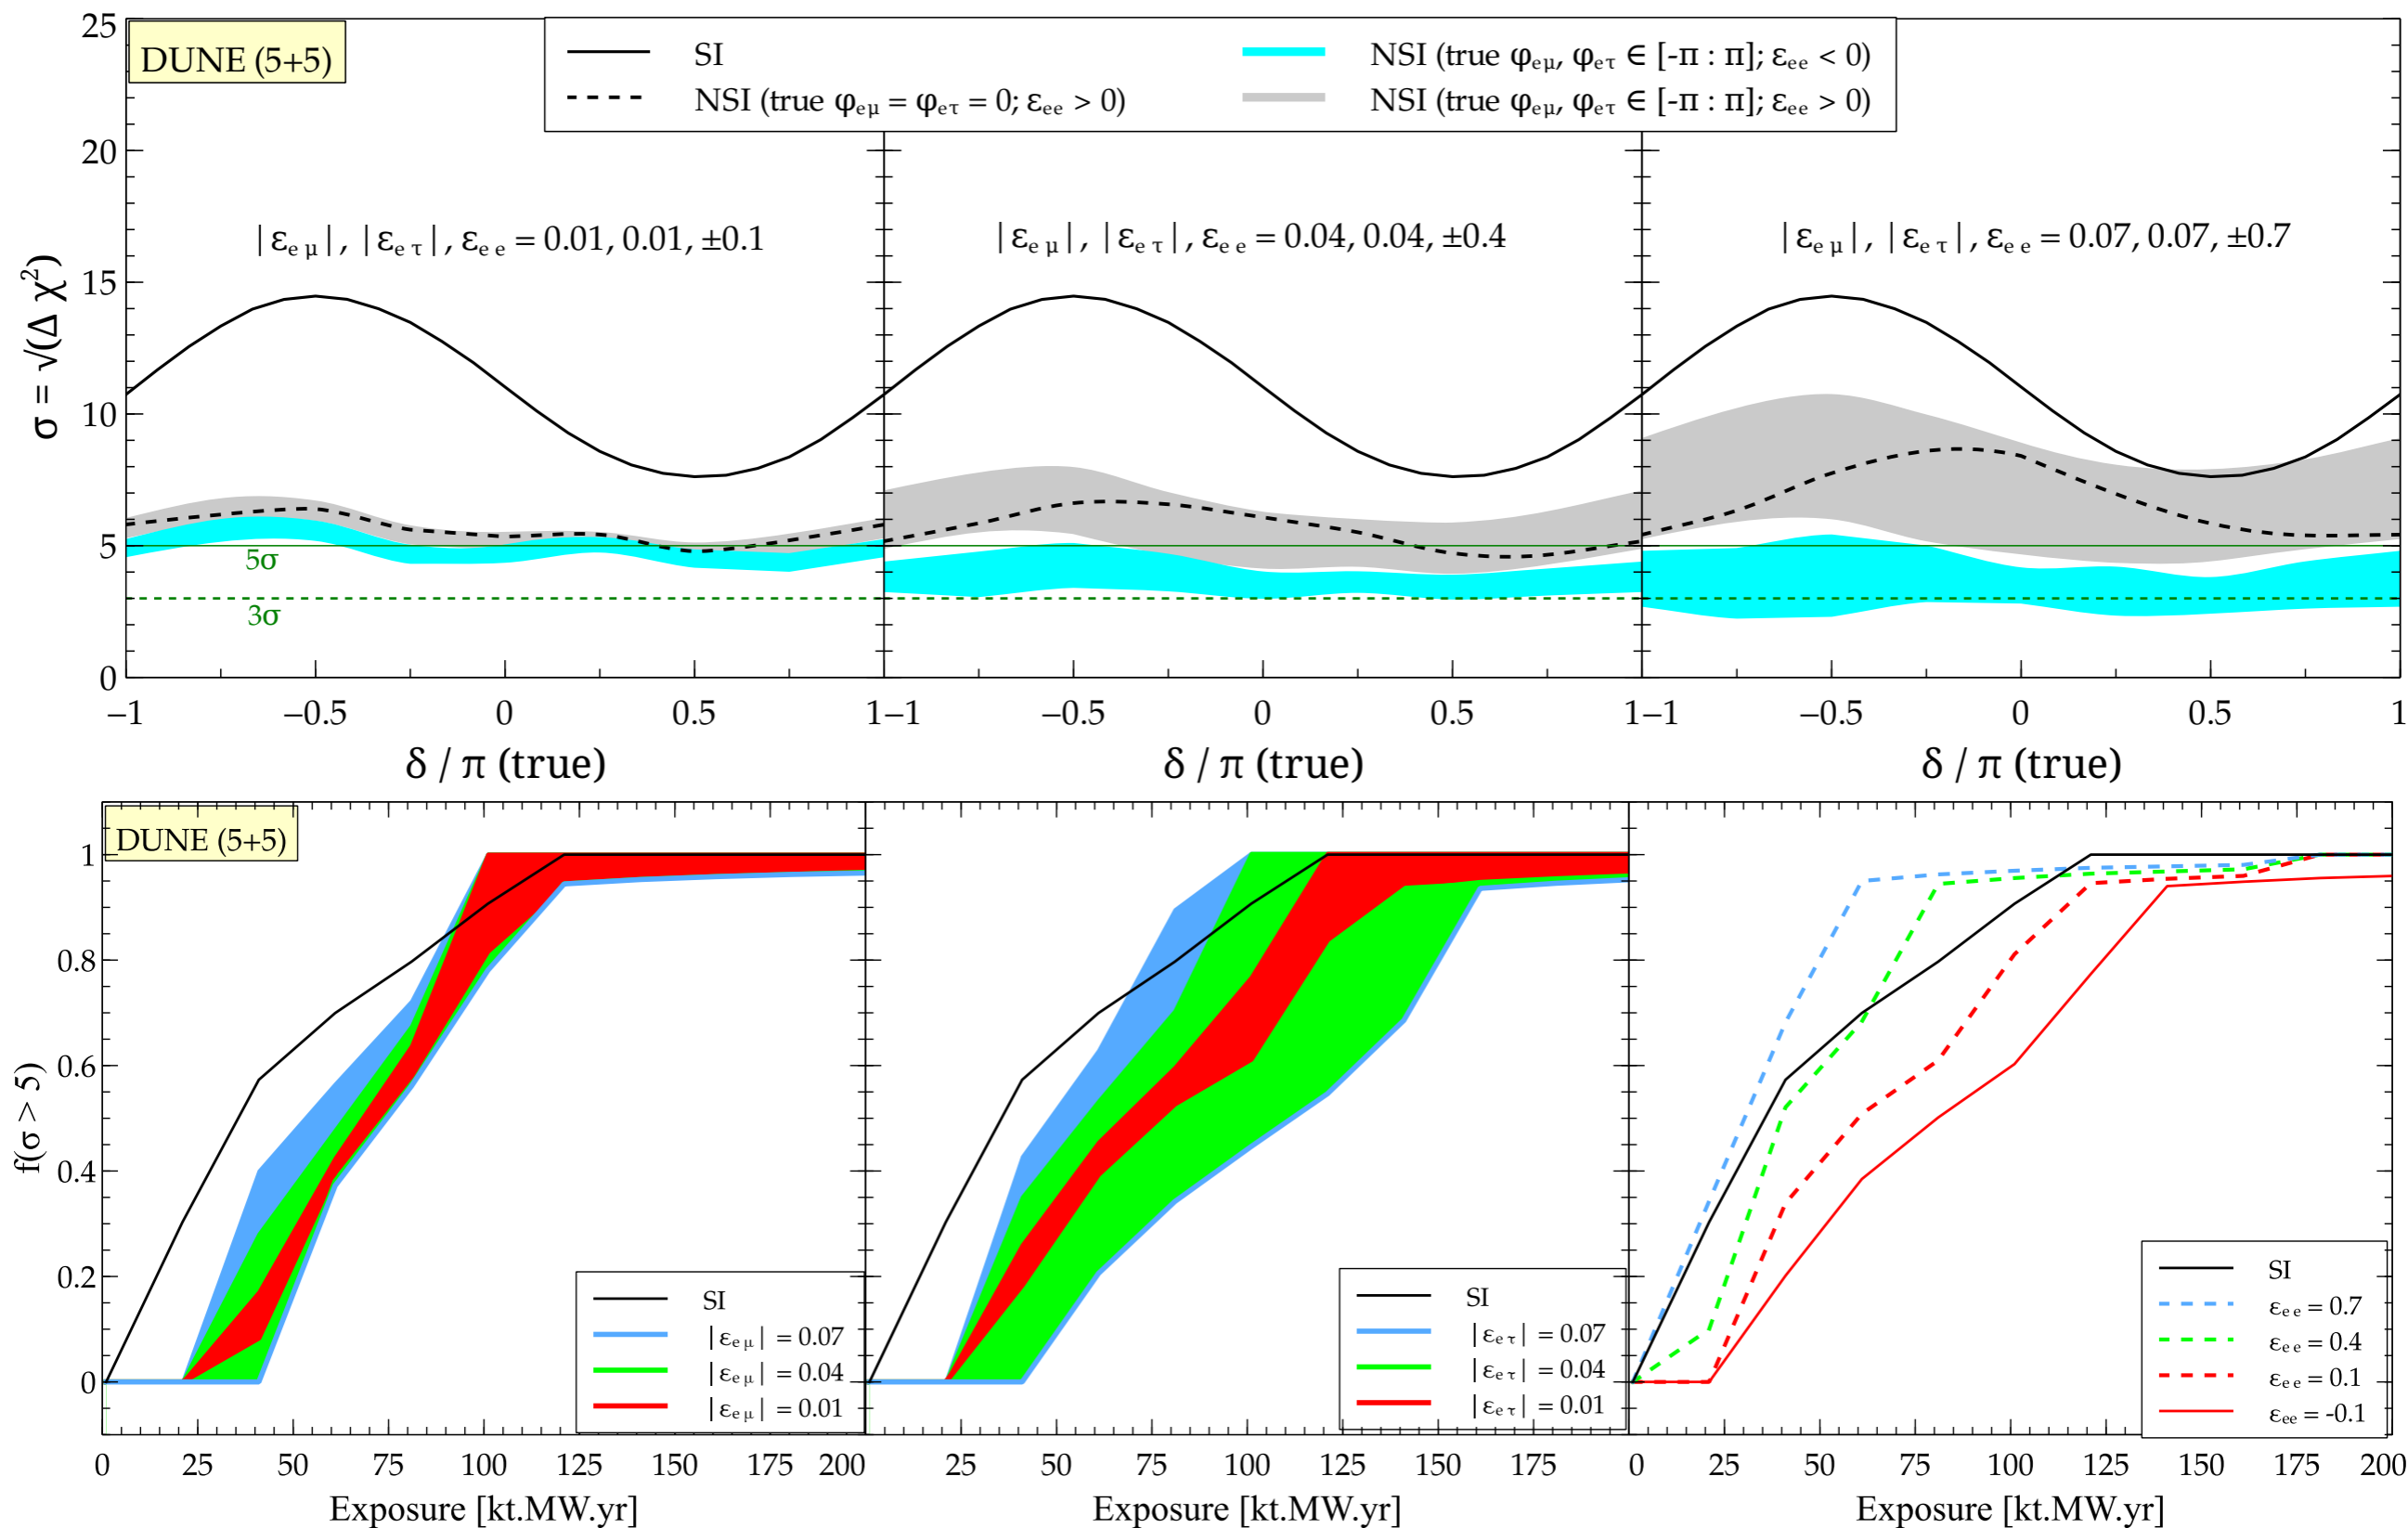 25
20
15
10
5
0
σ = √(Δ χ²)
DUNE (5+5)
SI
NSI (true φeμ = φeτ = 0; εee > 0)
NSI (true φeμ, φeτ ∈ [-π : π]; εee < 0)
NSI (true φeμ, φeτ ∈ [-π : π]; εee > 0)
|εe μ|, |εe τ|, εe e = 0.01, 0.01, ±0.1
|εe μ|, |εe τ|, εe e = 0.04, 0.04, ±0.4
|εe μ|, |εe τ|, εe e = 0.07, 0.07, ±0.7
5σ
3σ
−1 −0.5 0 0.5 1 −1 −0.5 0 0.5 1 −1 −0.5 0 0.5 1
δ / π (true) δ / π (true) δ / π (true)
DUNE (5+5)
1
0.8
0.6
0.4
0.2
0
f(σ > 5)
SI
|εe μ| = 0.07
|εe μ| = 0.04
|εe μ| = 0.01
SI
|εe τ| = 0.07
|εe τ| = 0.04
|εe τ| = 0.01
SI
εe e = 0.7
εe e = 0.4
εe e = 0.1
εee = -0.1
0 25 50 75 100 125 150 175 200 25 50 75 100 125 150 175 0 25 50 75 100 125 150 175 200
Exposure [kt.MW.yr] Exposure [kt.MW.yr] Exposure [kt.MW.yr]